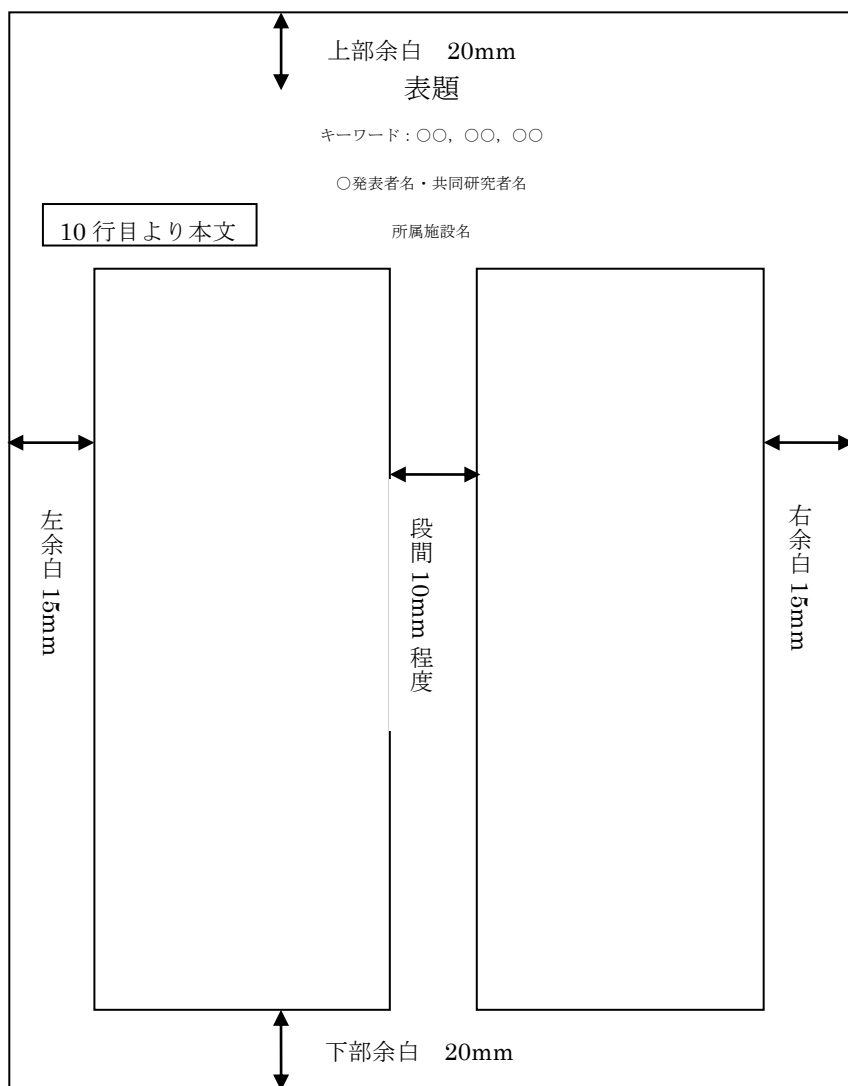 上部余白　20mm
表題
キーワード：○○，○○，○○
○発表者名・共同研究者名
10 行目より本文
所属施設名
左余白 15mm
段間 10mm 程度
右余白 15mm
下部余白　20mm